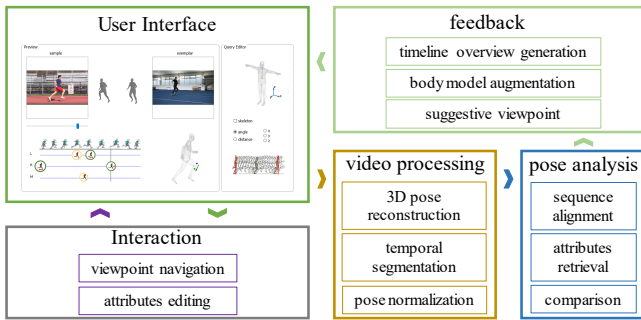 User Interface
Preview
sample
exemplar
Query Editor
skeleton
angle
distance
x
y
z
L
R
H
feedback
timeline overview generation
body model augmentation
suggestive viewpoint
Interaction
viewpoint navigation
attributes editing
video processing
3D pose
reconstruction
temporal
segmentation
pose normalization
pose analysis
sequence
alignment
attributes
retrieval
comparison